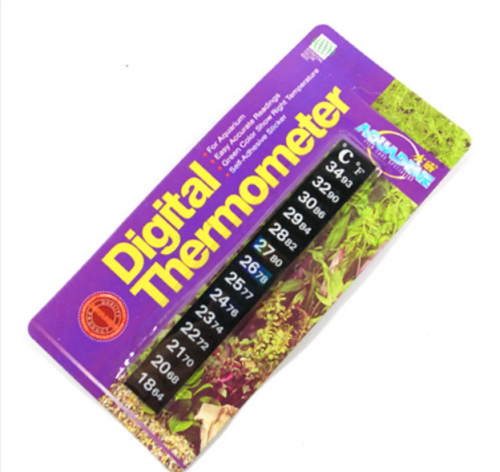 For Aquarium
Easy Accurate Readings
Green Color Show Right Temperature
Self-Adhesive Sticker
Digital
Thermometer
°C °F
34 93
32 90
30 86
29 84
28 82
27 80
26 78
25 77
24 76
23 74
22 72
21 70
20 68
18 64